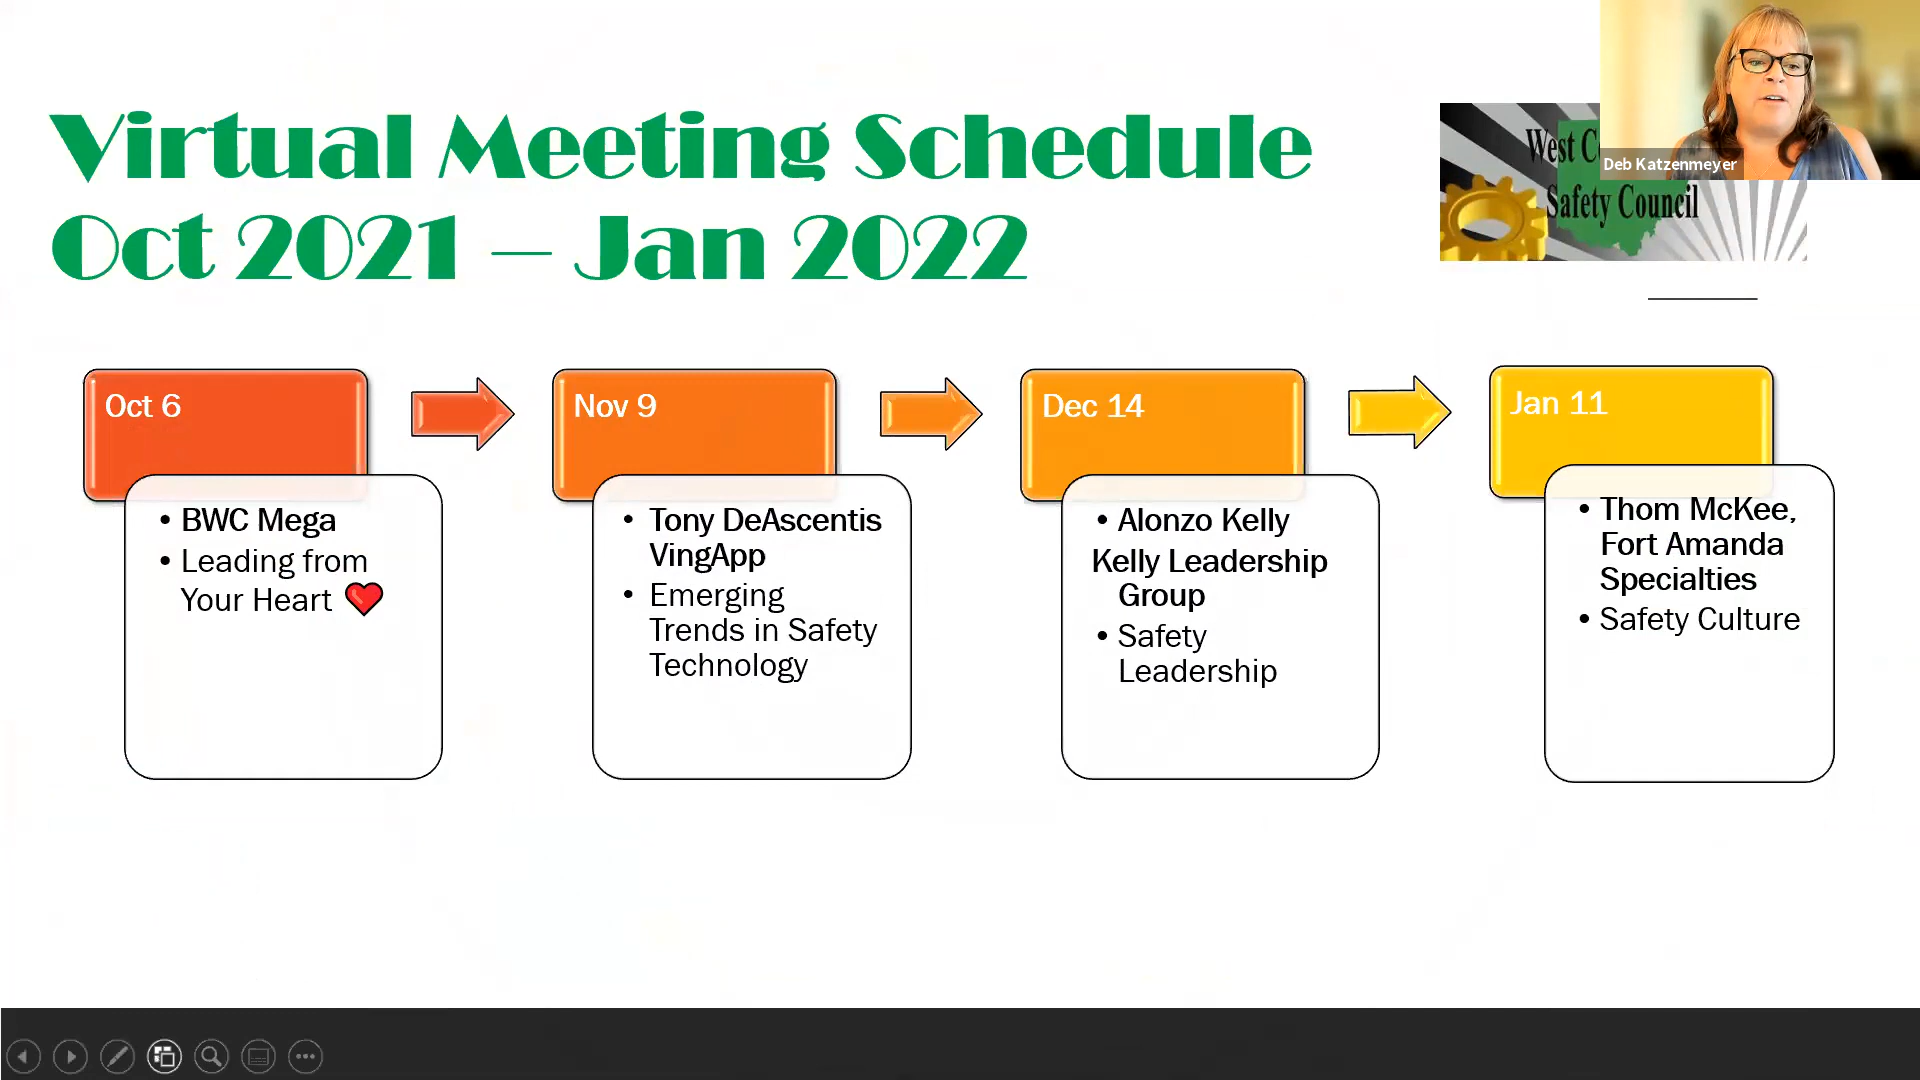 Virtual Meeting Schedule
Oct 2021 – Jan 2022
West
Safety Council
Deb Katzenmeyer
Oct 6
• BWC Mega
• Leading from
Your Heart
Nov 9
• Tony DeAscentis
VingApp
• Emerging
Trends in Safety
Technology
Dec 14
• Alonzo Kelly
Kelly Leadership
Group
• Safety
Leadership
Jan 11
• Thom McKee,
Fort Amanda
Specialties
• Safety Culture